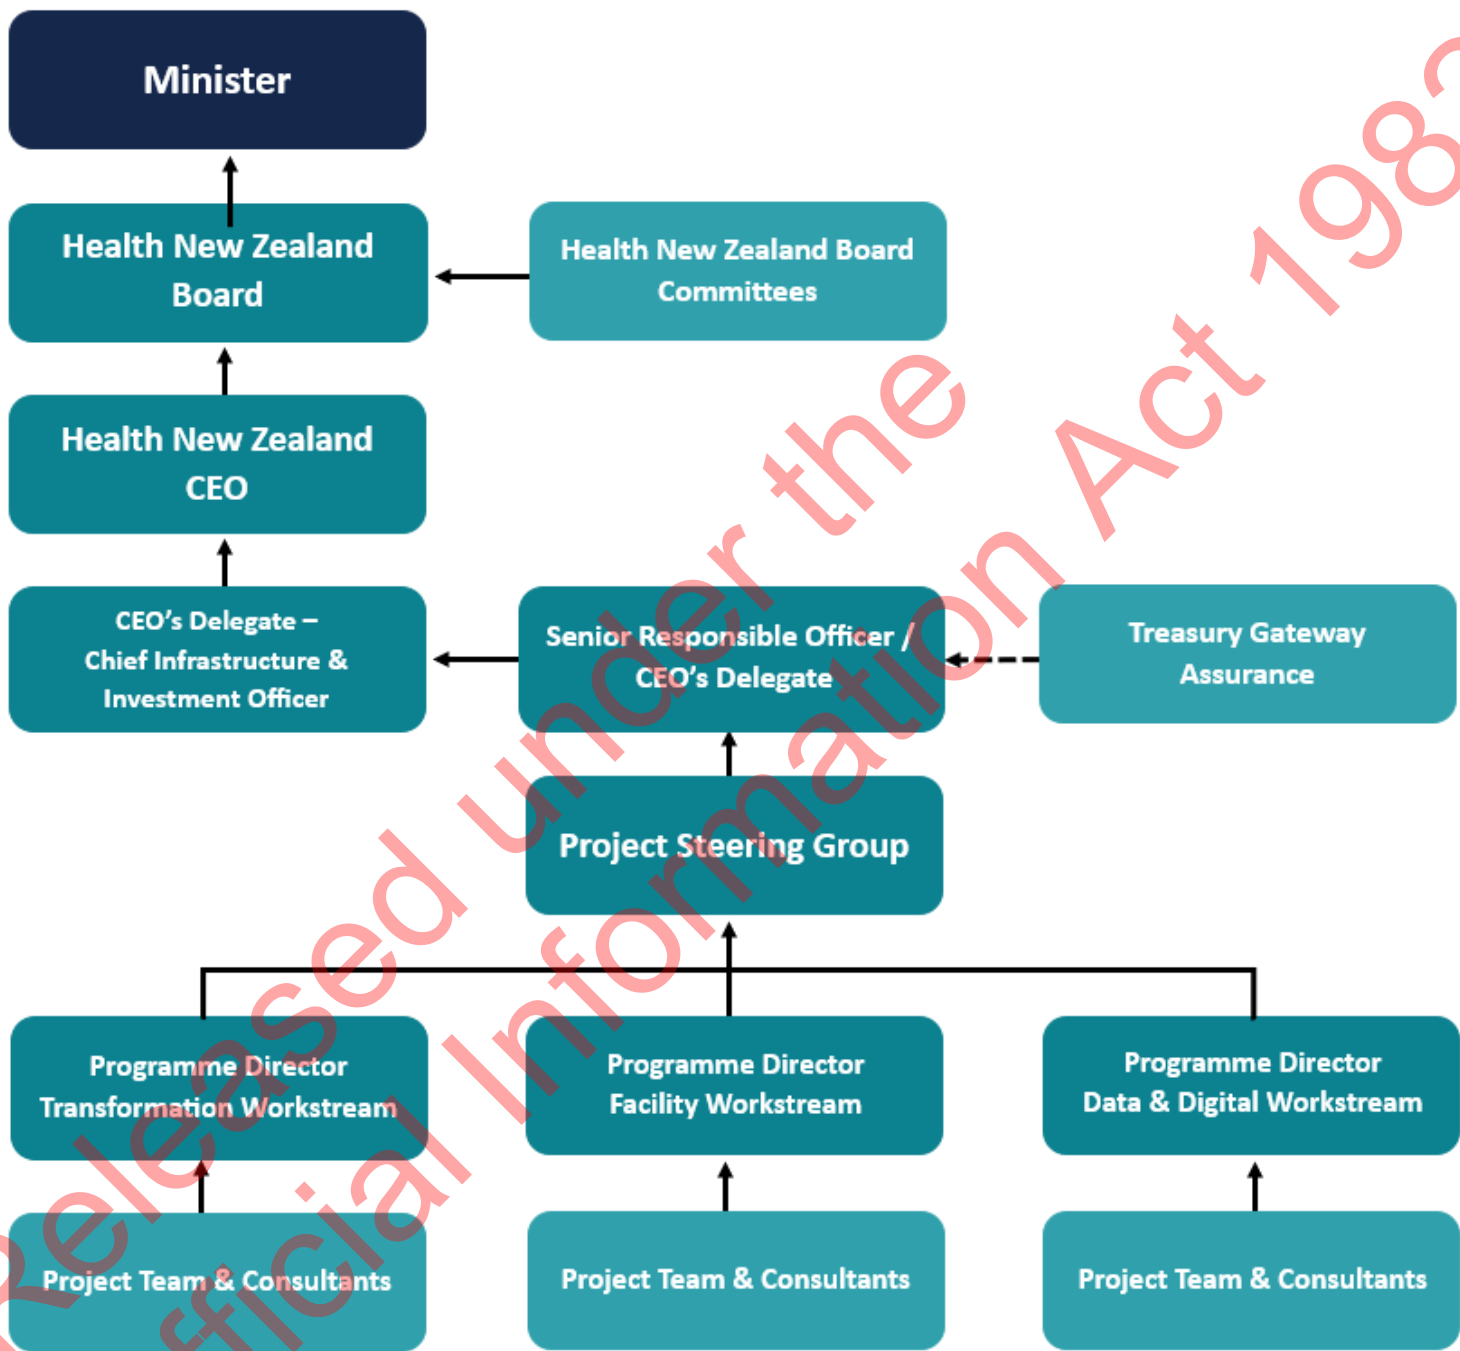 Minister
Health New Zealand
Board
Health New Zealand Board
Committees
Health New Zealand
CEO
CEO's Delegate –
Chief Infrastructure &
Investment Officer
Senior Responsible Officer /
CEO's Delegate
Treasury Gateway
Assurance
Project Steering Group
Programme Director
Transformation Workstream
Programme Director
Facility Workstream
Programme Director
Data & Digital Workstream
Project Team & Consultants
Project Team & Consultants
Project Team & Consultants
Released under the
Official Information Act 1982